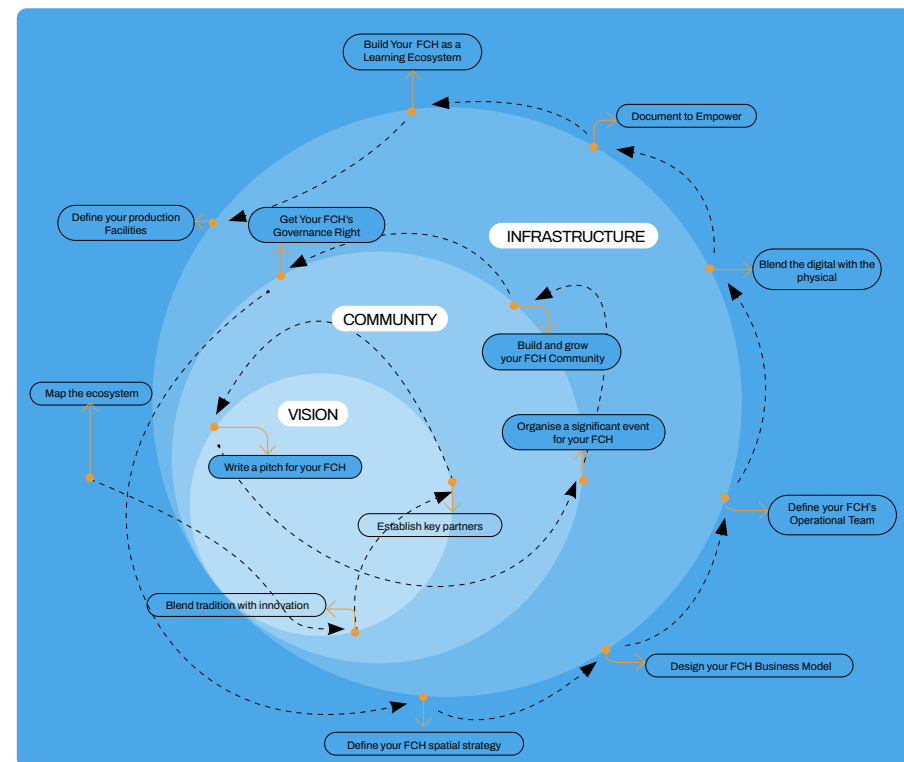 Build Your FCH as a
Learning Ecosystem
Document to Empower
Define your production
Facilities
Get Your FCH's
Governance Right
INFRASTRUCTURE
Blend the digital with the
physical
COMMUNITY
Build and grow
your FCH Community
Map the ecosystem
VISION
Organise a significant event
for your FCH
Write a pitch for your FCH
Establish key partners
Define your FCH's
Operational Team
Blend tradition with innovation
Design your FCH Business Model
Define your FCH spatial strategy